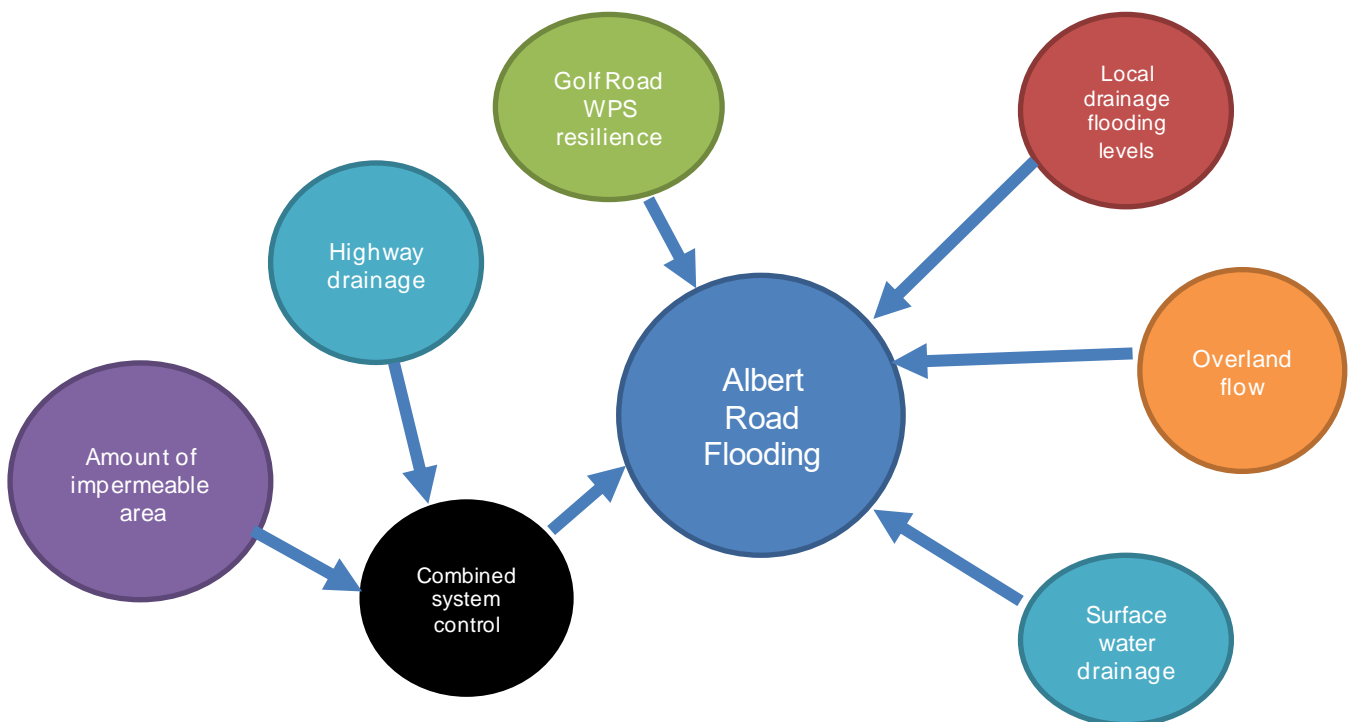 Golf Road
WPS
resilience
Local
drainage
flooding
levels
Highway
drainage
Overland
flow
Albert
Road
Flooding
Amount of
impermeable
area
Combined
system
control
Surface
water
drainage